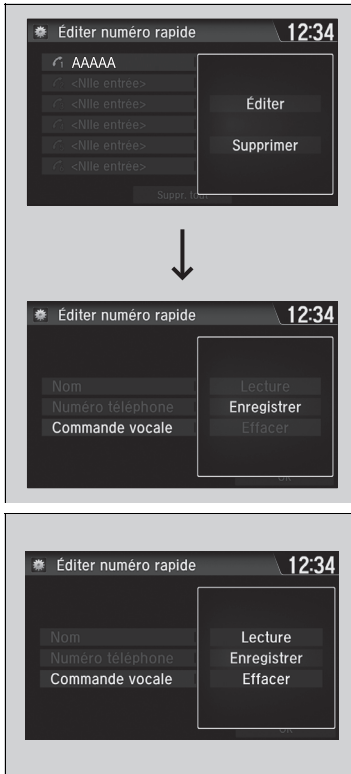 Éditer numéro rapide 12:34
1 AAAAA
<Nlle entrée>
<Nlle entrée>
<Nlle entrée>
<Nlle entrée>
<Nlle entrée>
Éditer
Supprimer
Suppr. tout
Éditer numéro rapide 12:34
Nom Lecture
Numéro téléphone Enregistrer
Commande vocale Effacer
OK
Éditer numéro rapide 12:34
Nom Lecture
Numéro téléphone Enregistrer
Commande vocale Effacer
OK